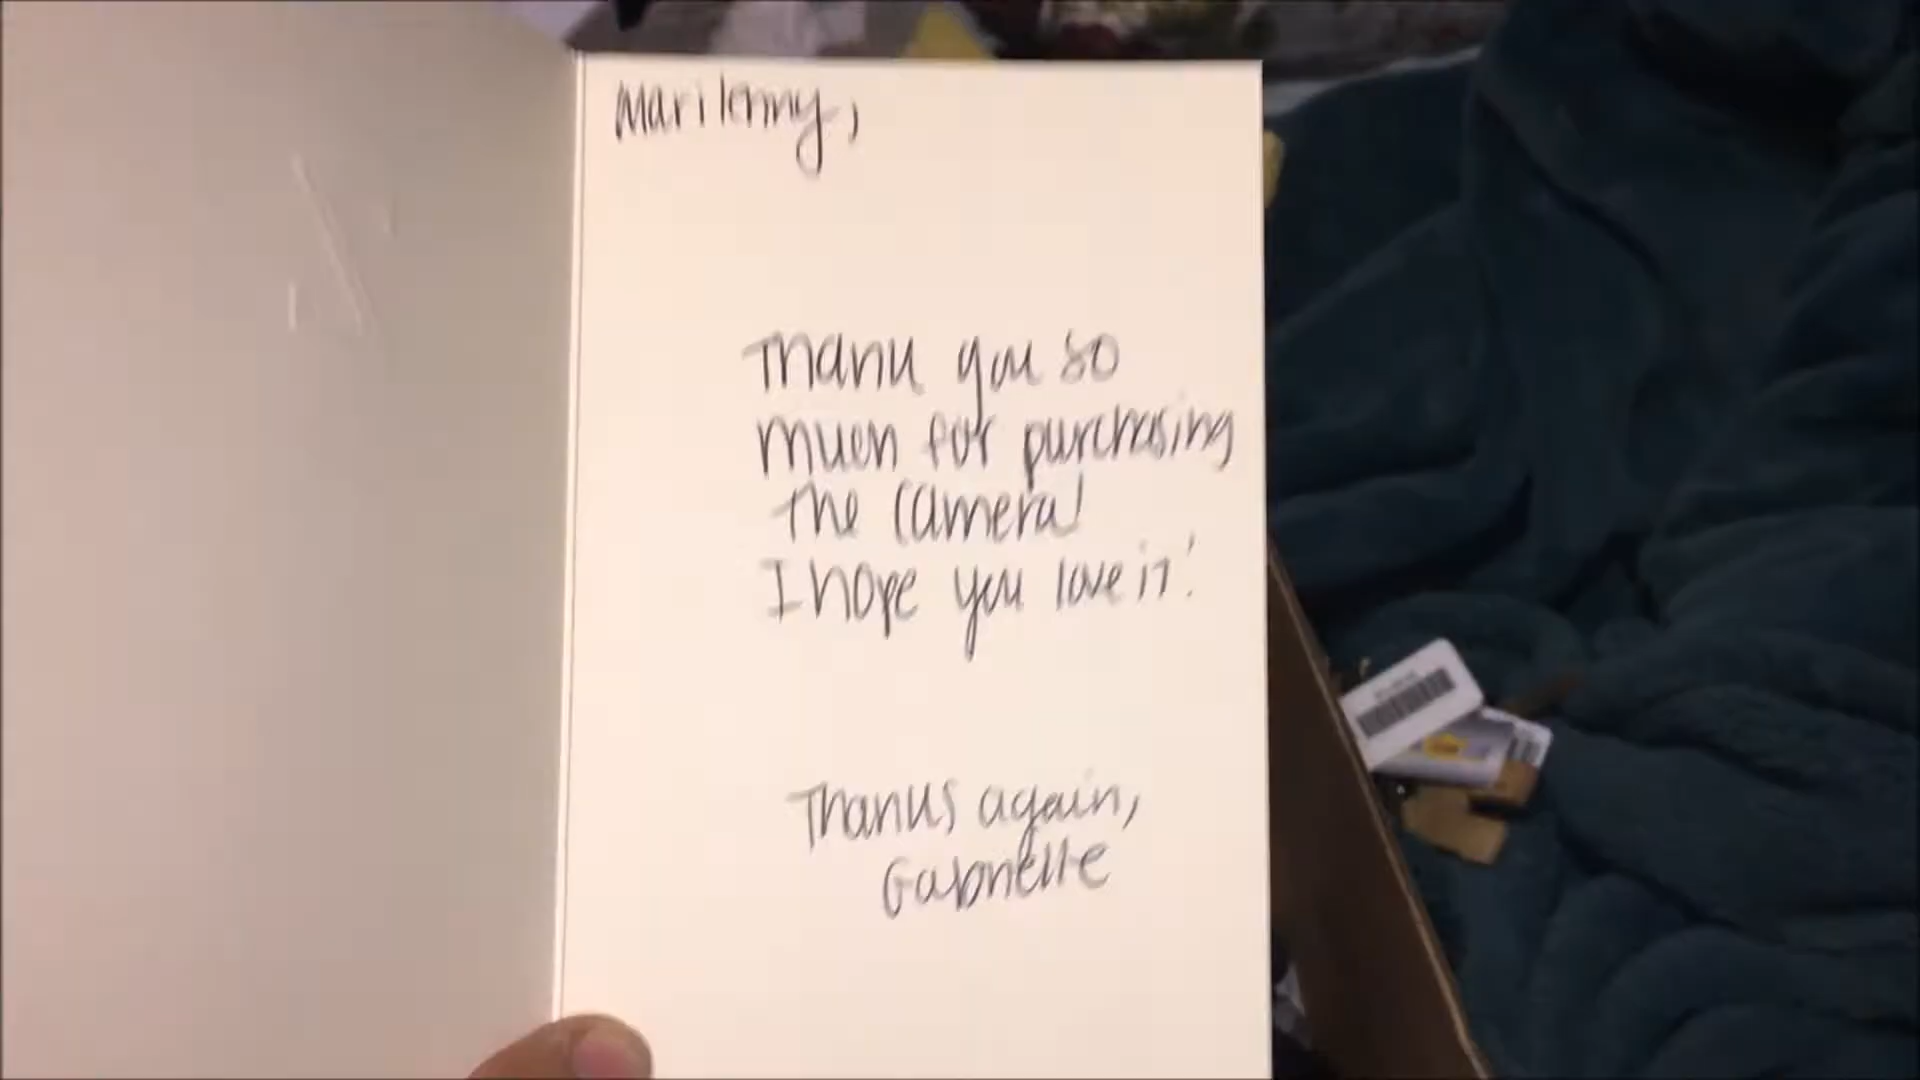 Marilenny,
Thank you so
much for purchasing
the camera!
I hope you love it!
Thanks again,
Gabrielle